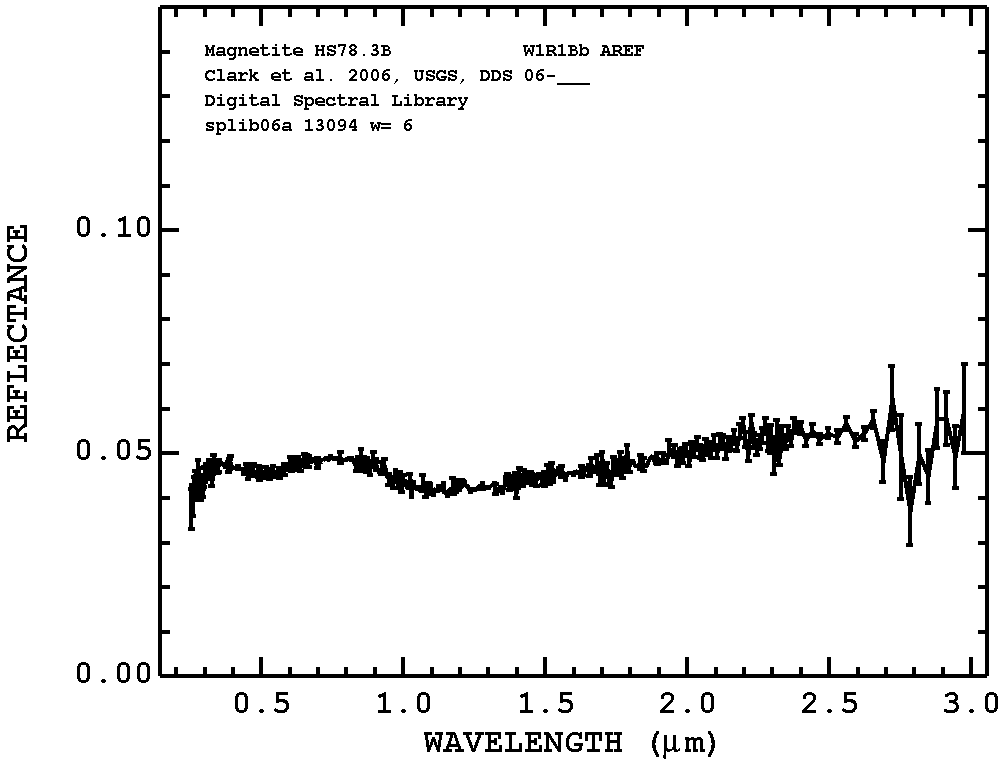 Magnetite HS78.3B W1R1Bb AREF
Clark et al. 2006, USGS, DDS 06-___
Digital Spectral Library
splib06a 13094 w= 6
REFLECTANCE
0.10
0.05
0.00
0.5 1.0 1.5 2.0 2.5 3.0
WAVELENGTH (μm)